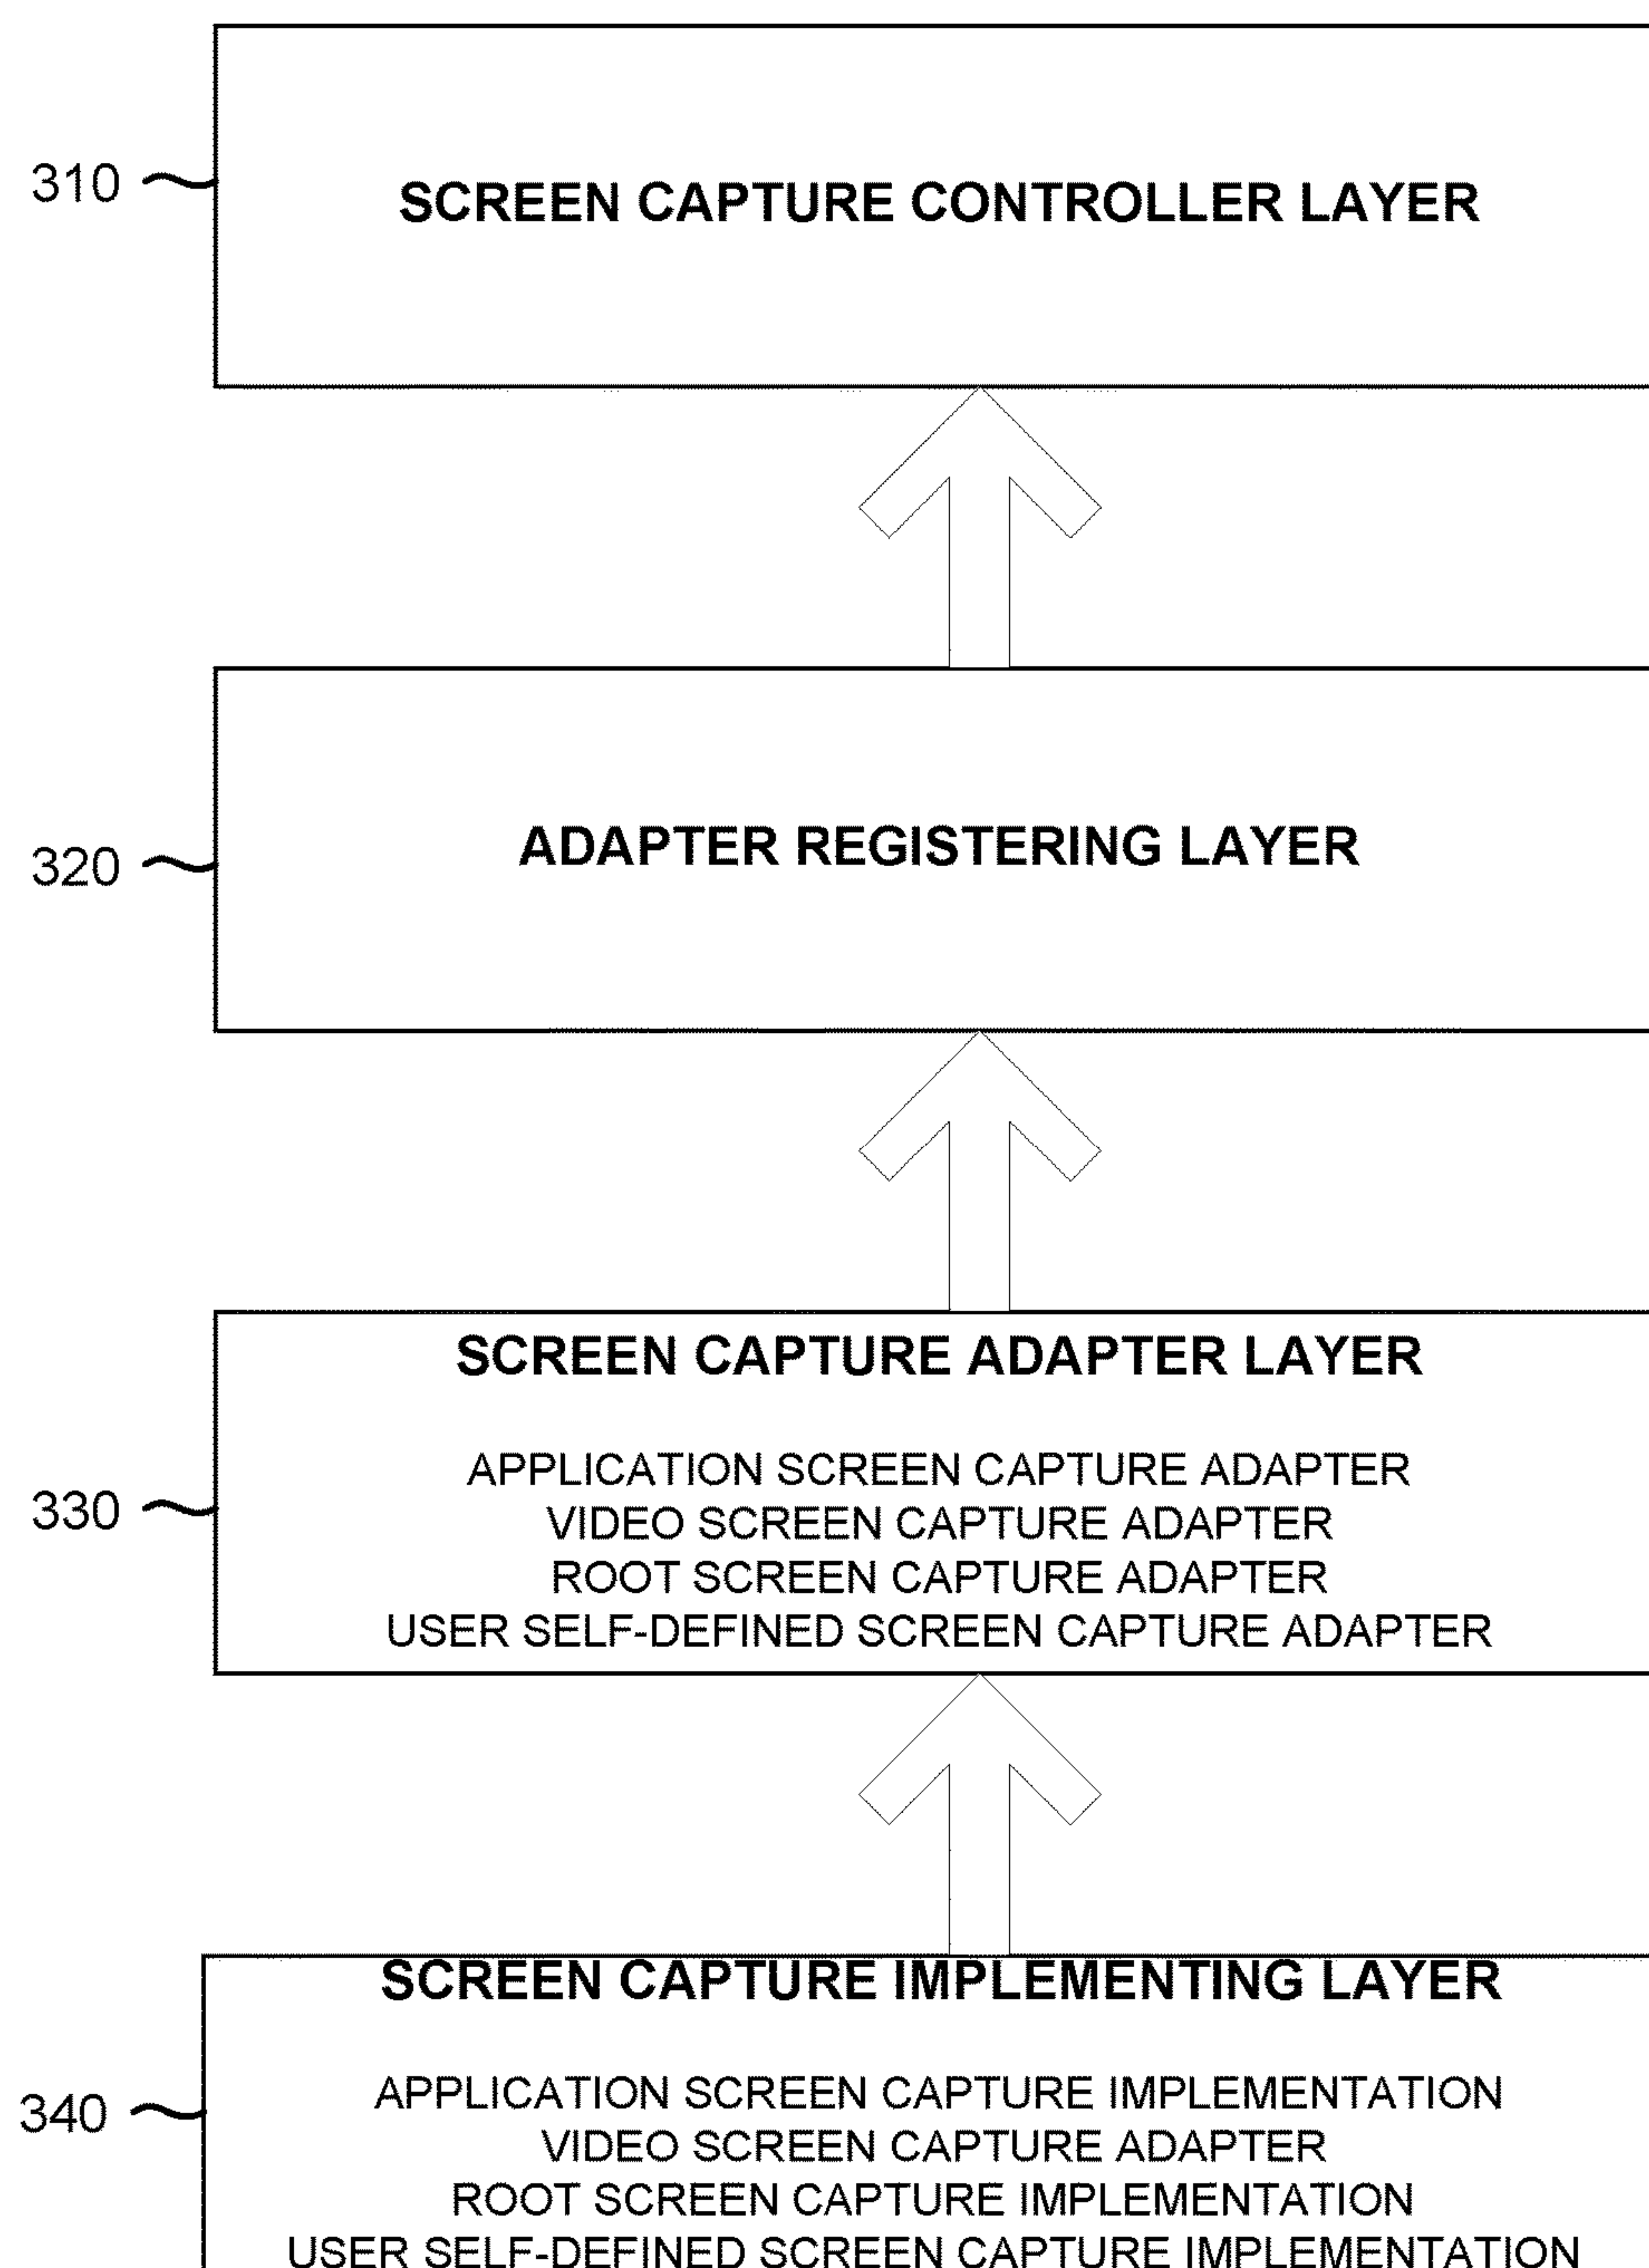 310
SCREEN CAPTURE CONTROLLER LAYER
320
ADAPTER REGISTERING LAYER
SCREEN CAPTURE ADAPTER LAYER
APPLICATION SCREEN CAPTURE ADAPTER
VIDEO SCREEN CAPTURE ADAPTER
330
ROOT SCREEN CAPTURE ADAPTER
USER SELF-DEFINED SCREEN CAPTURE ADAPTER
SCREEN CAPTURE IMPLEMENTING LAYER
APPLICATION SCREEN CAPTURE IMPLEMENTATION
340
VIDEO SCREEN CAPTURE ADAPTER
ROOT SCREEN CAPTURE IMPLEMENTATION
USER SELF-DEFINED SCREEN CAPTURE IMPLEMENTATION